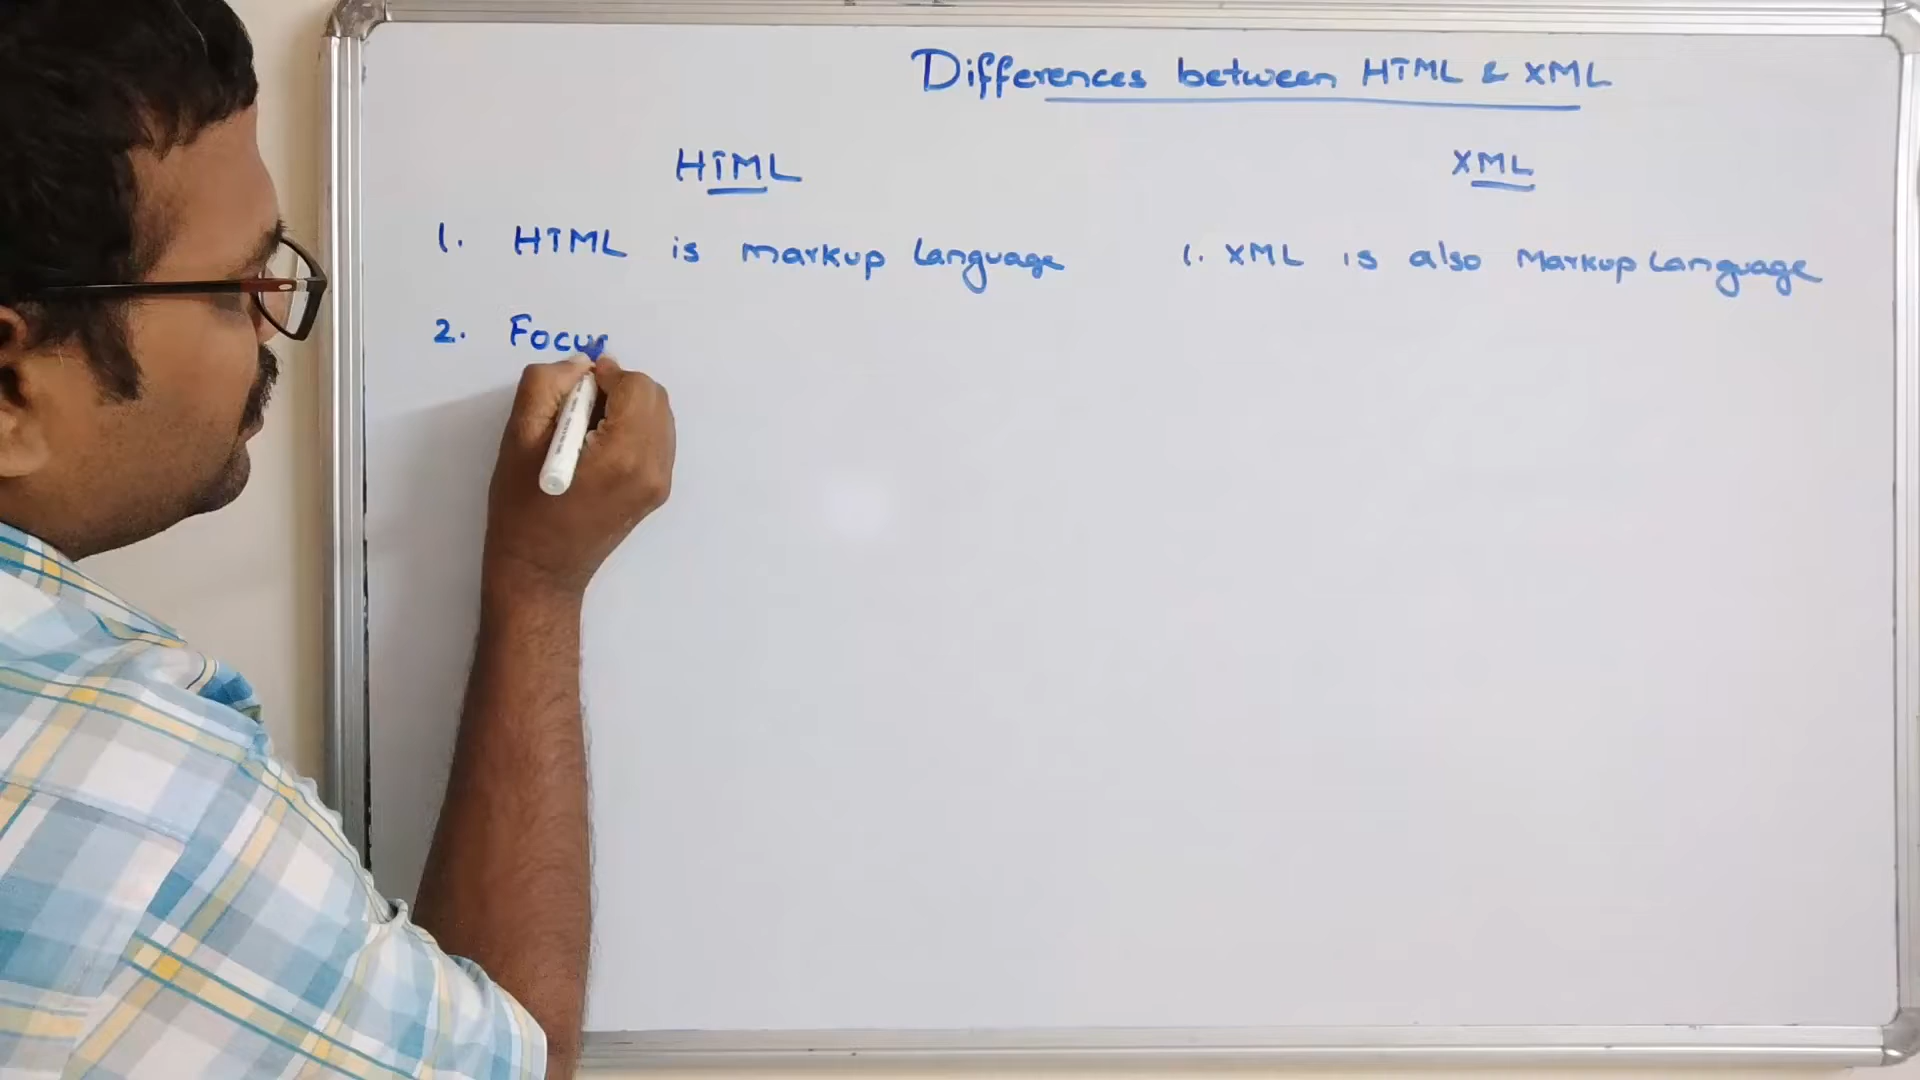 Differences between HTML & XML
HTML
XML
1. HTML is markup language
1. XML is also Markup language
2. Focus